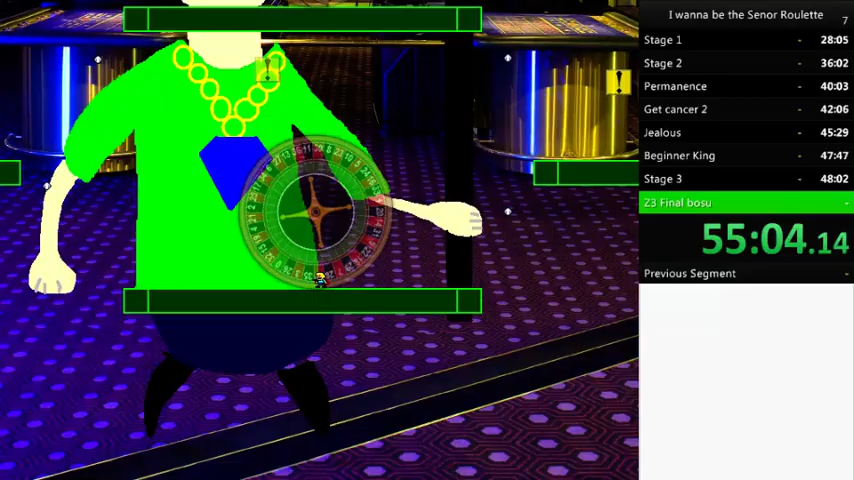 I wanna be the Senor Roulette
7
Stage 1 - 28:05
Stage 2 - 36:02
Permanence - 40:03
Get cancer 2 - 42:06
Jealous - 45:29
Beginner King - 47:47
Stage 3 - 48:02
Z3 Final bosu -
55:04.14
Previous Segment -